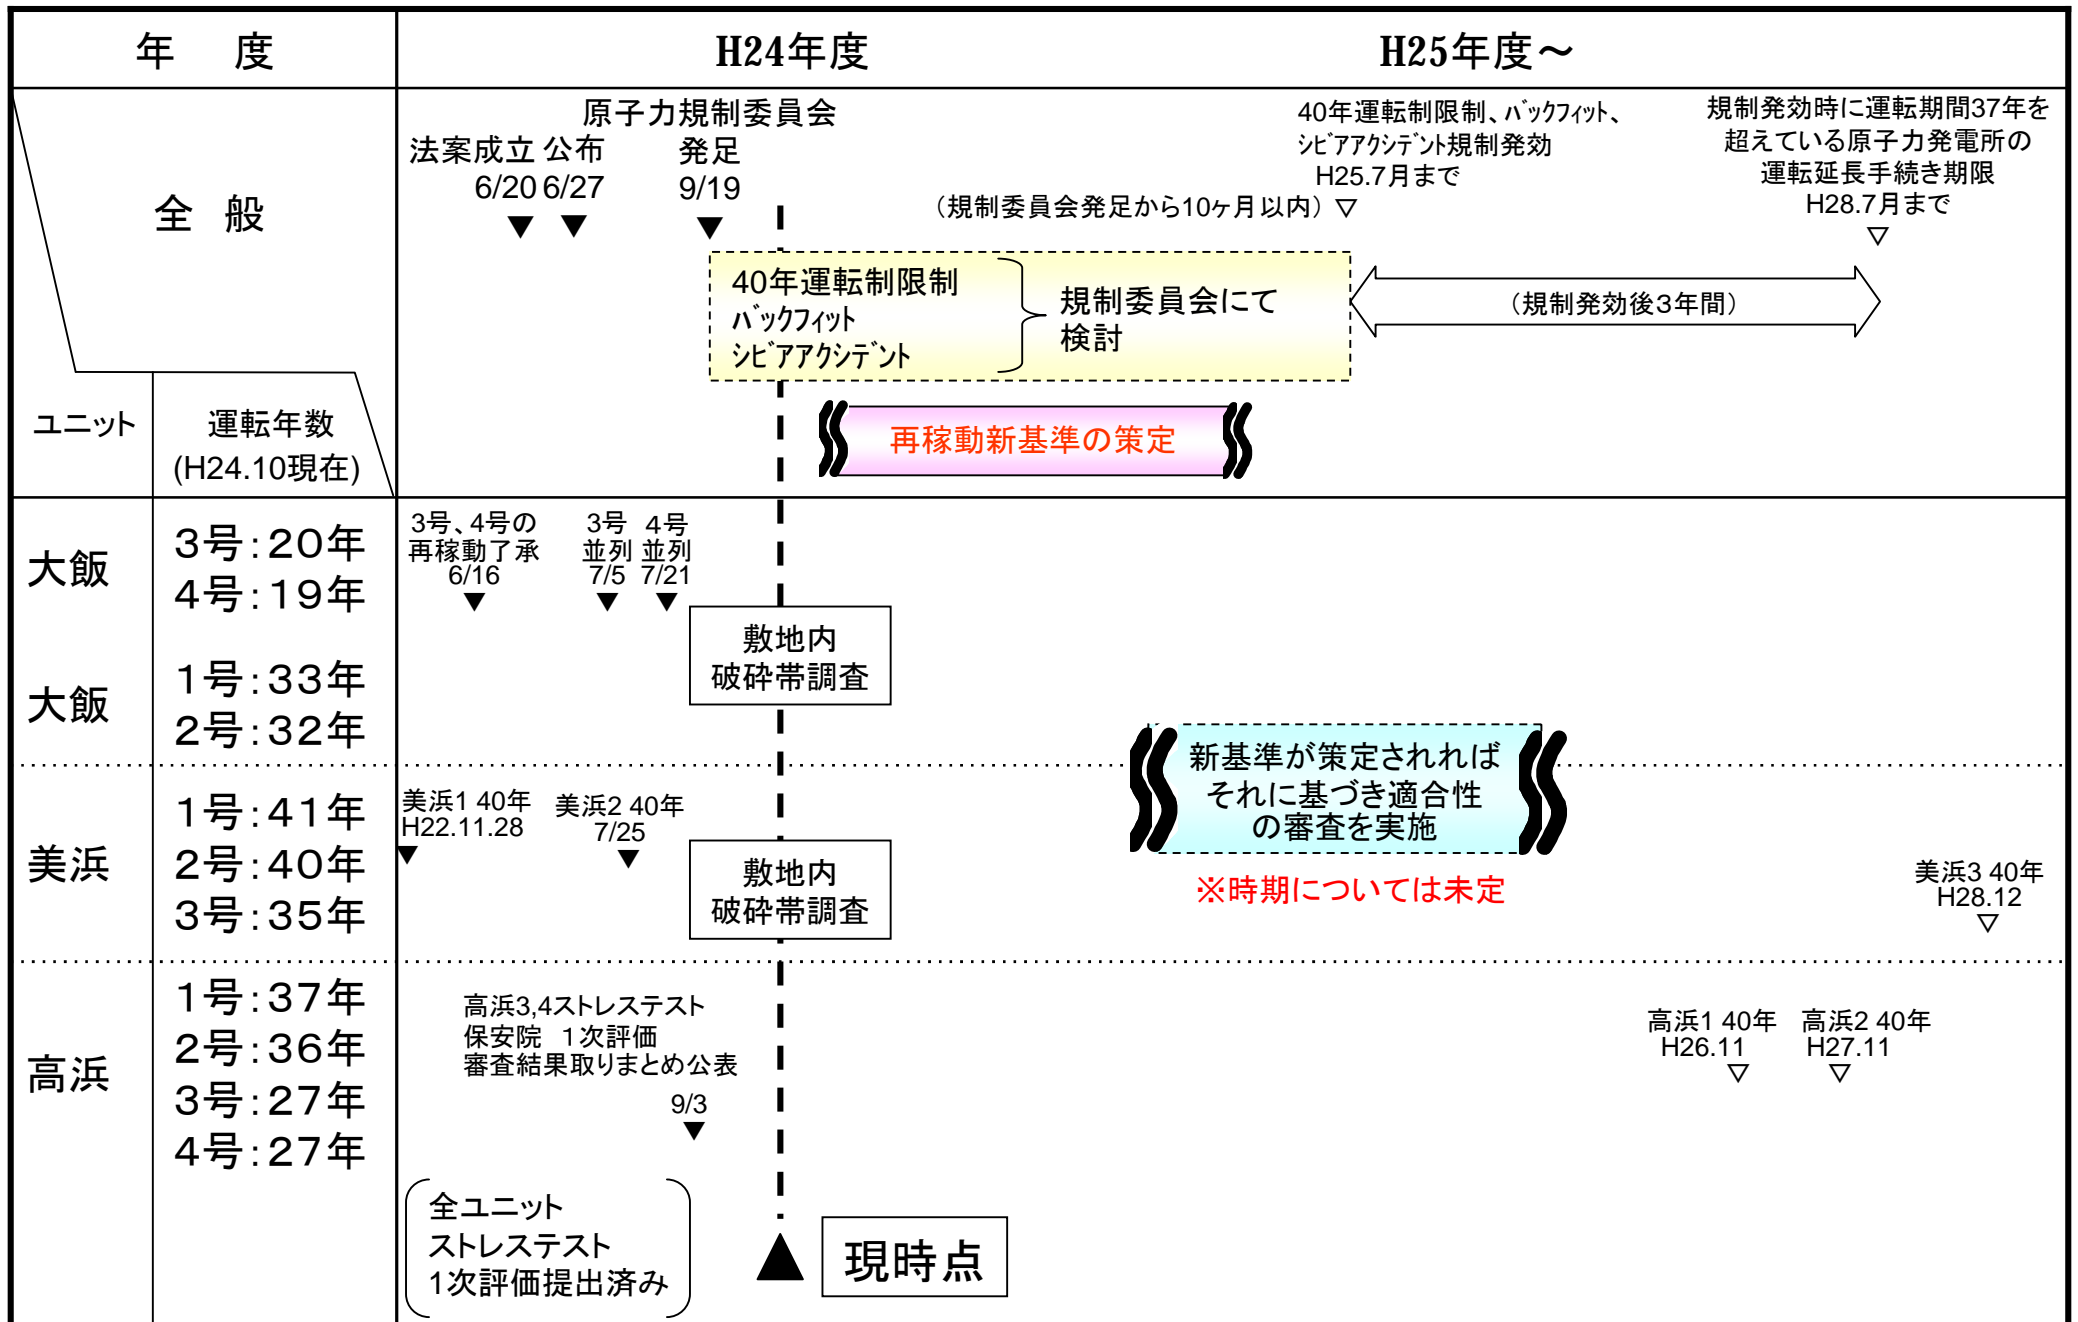 年 度
H24年度
H25年度～
全 般
ユニット
運転年数
(H24.10現在)
法案成立
6/20
公布
6/27
原子力規制委員会
発足
9/19
（規制委員会発足から10ヶ月以内）
40年運転制限制、ﾊﾞｯｸﾌｨｯﾄ、
ｼﾋﾞｱｱｸｼﾃﾞﾝﾄ規制発効
H25.7月まで
規制発効時に運転期間37年を
超えている原子力発電所の
運転延長手続き期限
H28.7月まで
40年運転制限制
ﾊﾞｯｸﾌｨｯﾄ
ｼﾋﾞｱｱｸｼﾃﾞﾝﾄ
規制委員会にて
検討
（規制発効後３年間）
再稼動新基準の策定
大飯
３号：２０年
４号：１９年
3号、4号の
再稼動了承
6/16
3号
並列
7/5
４号
並列
7/21
敷地内
破砕帯調査
大飯
１号：３３年
２号：３２年
新基準が策定されれば
それに基づき適合性
の審査を実施
※時期については未定
美浜
１号：４１年
２号：４０年
３号：３５年
美浜1 40年
H22.11.28
美浜2 40年
7/25
敷地内
破砕帯調査
美浜3 40年
H28.12
高浜
１号：３７年
２号：３６年
３号：２７年
４号：２７年
高浜3,4ストレステスト
保安院 １次評価
審査結果取りまとめ公表
9/3
高浜1 40年
H26.11
高浜2 40年
H27.11
全ユニット
ストレステスト
1次評価提出済み
現時点